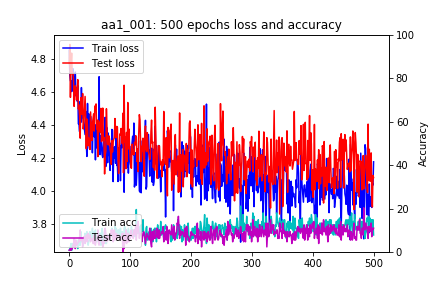 aa1_001: 500 epochs loss and accuracy
Train loss
Test loss
Train acc
Test acc
Loss
Accuracy
4.8
4.6
4.4
4.2
4.0
3.8
100
80
60
40
20
0
0 100 200 300 400 500